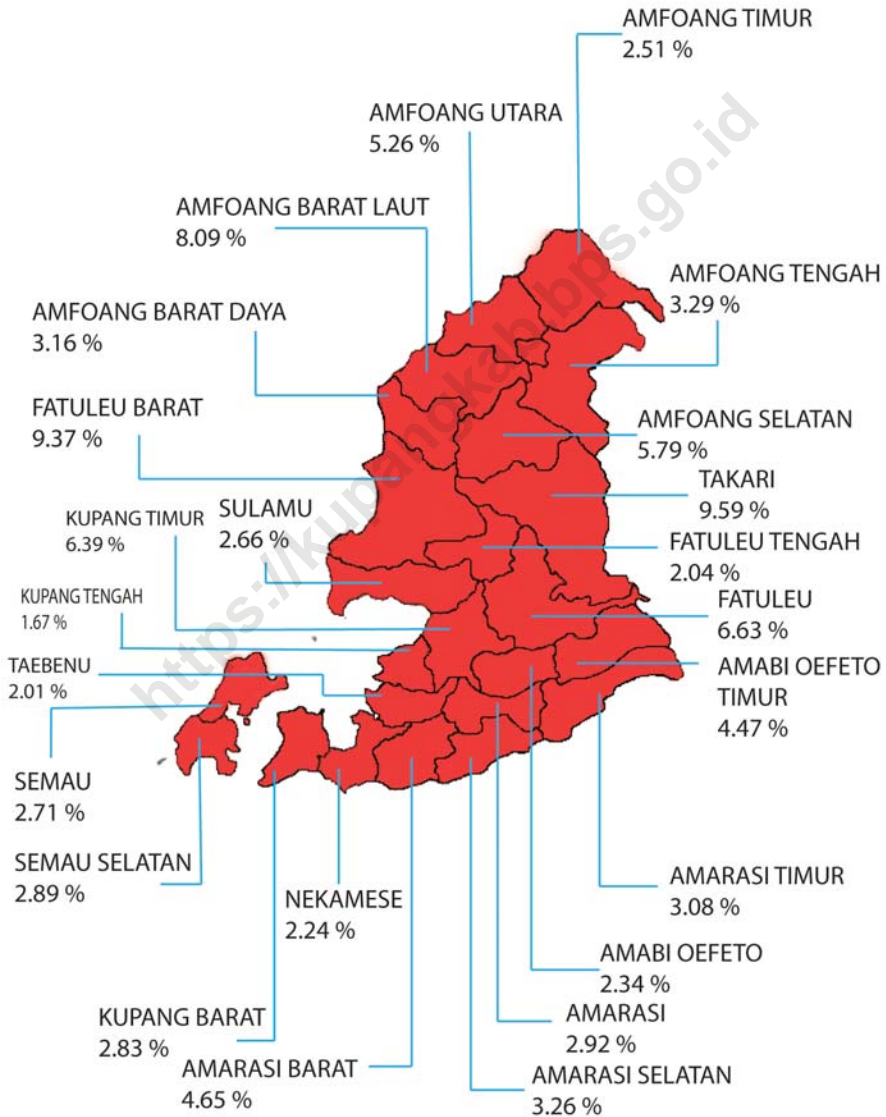 AMFOANG TIMUR
2.51 %
AMFOANG UTARA
5.26 %
AMFOANG BARAT LAUT
8.09 %
AMFOANG TENGAH
3.29 %
AMFOANG BARAT DAYA
3.16 %
FATULEU BARAT
9.37 %
AMFOANG SELATAN
5.79 %
TAKARI
9.59 %
SULAMU
2.66 %
KUPANG TIMUR
6.39 %
FATULEU TENGAH
2.04 %
KUPANG TENGAH
1.67 %
FATULEU
6.63 %
TAEBENU
2.01 %
AMABI OEFETO
TIMUR
4.47 %
SEMAU
2.71 %
SEMAU SELATAN
2.89 %
NEKAMESE
2.24 %
AMARASI TIMUR
3.08 %
AMABI OEFETO
2.34 %
KUPANG BARAT
2.83 %
AMARASI
2.92 %
AMARASI BARAT
4.65 %
AMARASI SELATAN
3.26 %
https://kupangkab.bps.go.id